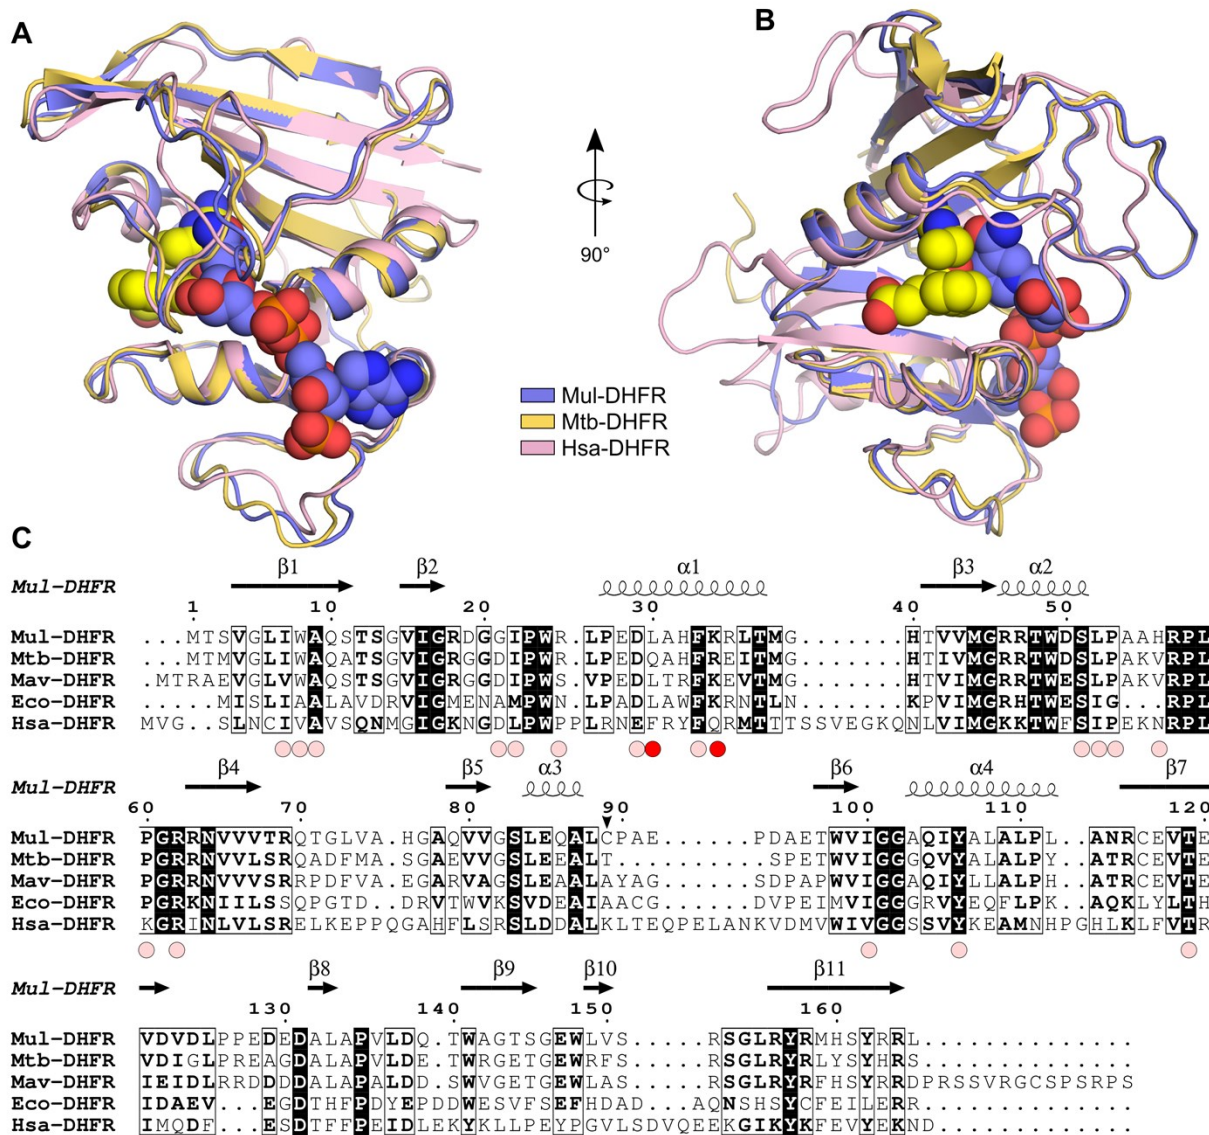 A
B
90°
Mul-DHFR
Mtb-DHFR
Hsa-DHFR
C
β1 β2 α1 β3 α2
Mul-DHFR
1 10 20 30 40 50
Mul-DHFR ...MTSVGLIWAQSTSGVIGRDGGIPWR.LPEDLAHFKRLTMG.......HTVVMGRRTWDSLPAAHRPL
Mtb-DHFR ...MTMVGLIWAQATSGVIGRGGDIPWR.LPEDQAHFREITMG.......HTIVMGRRTWESLPAKVRPL
Mav-DHFR .MTRAEVGLVWAQSTSGVIGRGGDIPWS.VPEDLTRFKEVTMG.......HTVIMGRRTWESLPAKVRPL
Eco-DHFR ....MISLIAALAVDRVIGMENAMPWN.LPADLAWFKRNTLN.......KPVIMGRHTWESIG...RPL
Hsa-DHFR MVG..SLNCIVAVSQNMGIGKNGDLPWPPLRNEFRYFQRMTTTSSVEGKQNLVIMGKKTWFSIPEKNRPL
β4 β5 α3 β6 α4 β7
Mul-DHFR
60 70 80 90 100 110 120
Mul-DHFR PGRRNVVVTRQTGLVA.HGAQVVGSLEQALCPAE......PDAETWVIGGAQIYALALPL..ANRCEVTE
Mtb-DHFR PGRRNVVLSRQADFMA.SGAEVVGSLEEALT.........SPETWVIGGGQVYALALPY..ATRCEVTE
Mav-DHFR PGRRNVVVSRRPDFVA.EGARVAGSLEAALAYAG......SDPAPWVIGGAQIYLLALPH..ATRCEVTE
Eco-DHFR PGRKNIILSSQPGTD..DRVTWVKSVDEAIAACG......DVPEIMVIGGGRVYEQFLPK..AQKLYLTH
Hsa-DHFR KGRINLVLSRELKEPPQGAHFLSRSLDDALKLTEQPELANKVDMVWIVGGSSVYKEAMNHPGHLKLFVTR
β8 β9 β10 β11
Mul-DHFR
130 140 150 160
Mul-DHFR VDVDLPPEDEDALAPVLDQ.TWAGTSGEWLVS.....RSGLRYRMHSYRRL..............
Mtb-DHFR VDIGLPREAGDALAPVLDE.TWRGETGEWRFS.....RSGLRYRLYSYHRS..............
Mav-DHFR IEIDLRRDDDDALAPALDD.SWVGETGEWLAS.....RSGLRYRFHSYRRDPRSSVRGCSPSRPS
Eco-DHFR IDAEV...EGDTHFPDYEPDDWESVFSEFHDAD....AQNSHSYCFEILERR.............
Hsa-DHFR IMQDF...ESDTFFPEIDLEKYKLLPEYPGVLSDVQEEKGIKYKFEVYEKND.............